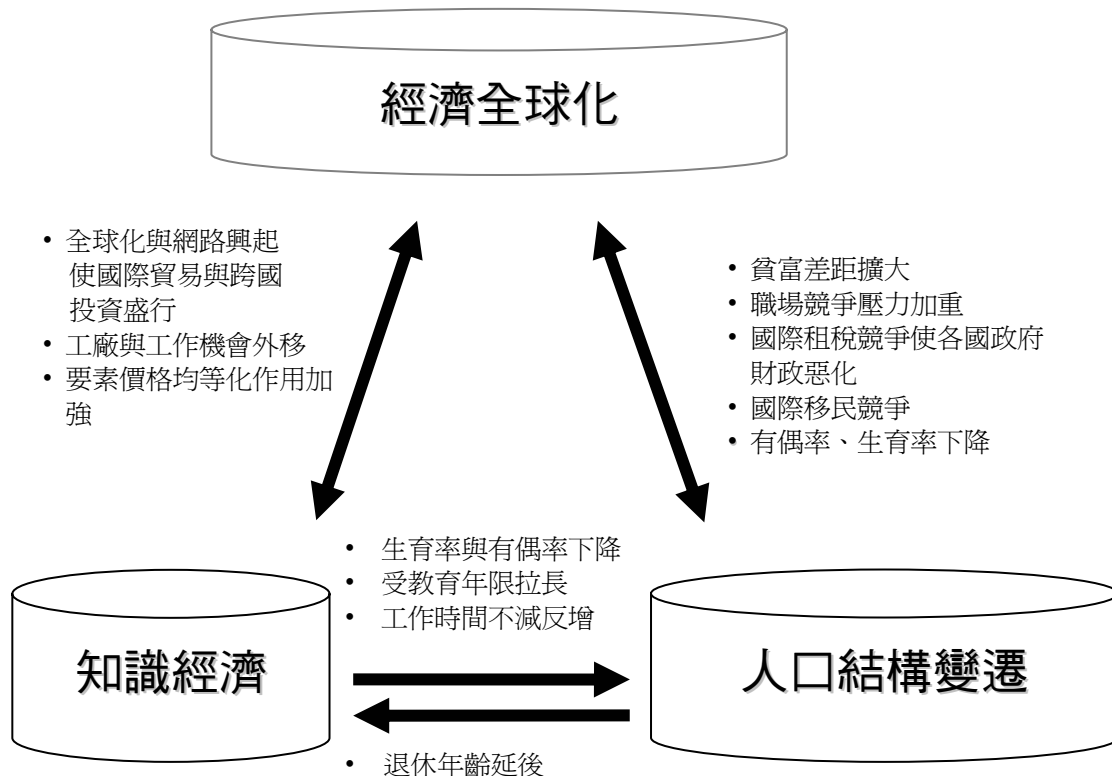 經濟全球化
• 全球化與網路興起
使國際貿易與跨國
投資盛行
• 工廠與工作機會外移
• 要素價格均等化作用加
強
• 貧富差距擴大
• 職場競爭壓力加重
• 國際租稅競爭使各國政府
財政惡化
• 國際移民競爭
• 有偶率、生育率下降
• 生育率與有偶率下降
• 受教育年限拉長
• 工作時間不減反增
知識經濟
人口結構變遷
• 退休年齡延後